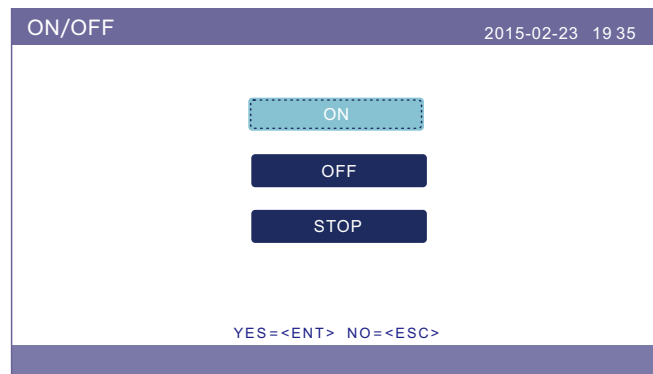 ON/OFF
2015-02-23 19 35
ON
OFF
STOP
YES=<ENT> NO=<ESC>